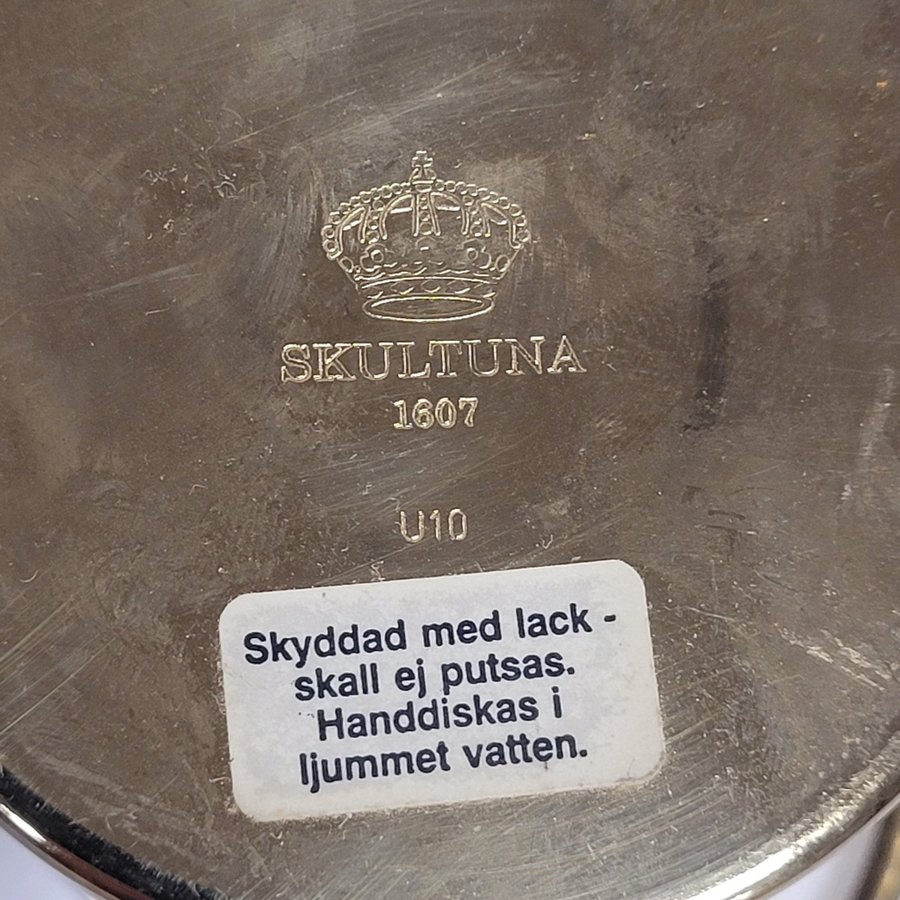 SKULTUNA
1607
U10
Skyddad med lack -
skall ej putsas.
Handdiskas i
ljummet vatten.